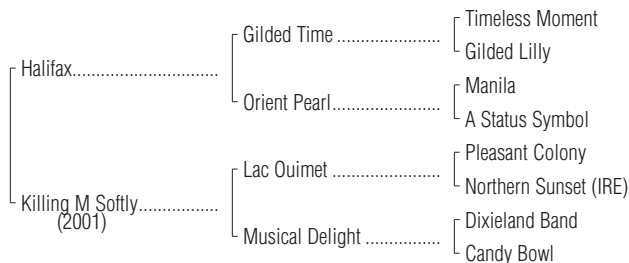 Timeless Moment
Gilded Time ......................
Gilded Lilly
Halifax...............................
Manila
Orient Pearl.......................
A Status Symbol
Pleasant Colony
Lac Ouimet .......................
Northern Sunset (IRE)
Killing M Softly.................
(2001)
Dixieland Band
Musical Delight ................
Candy Bowl